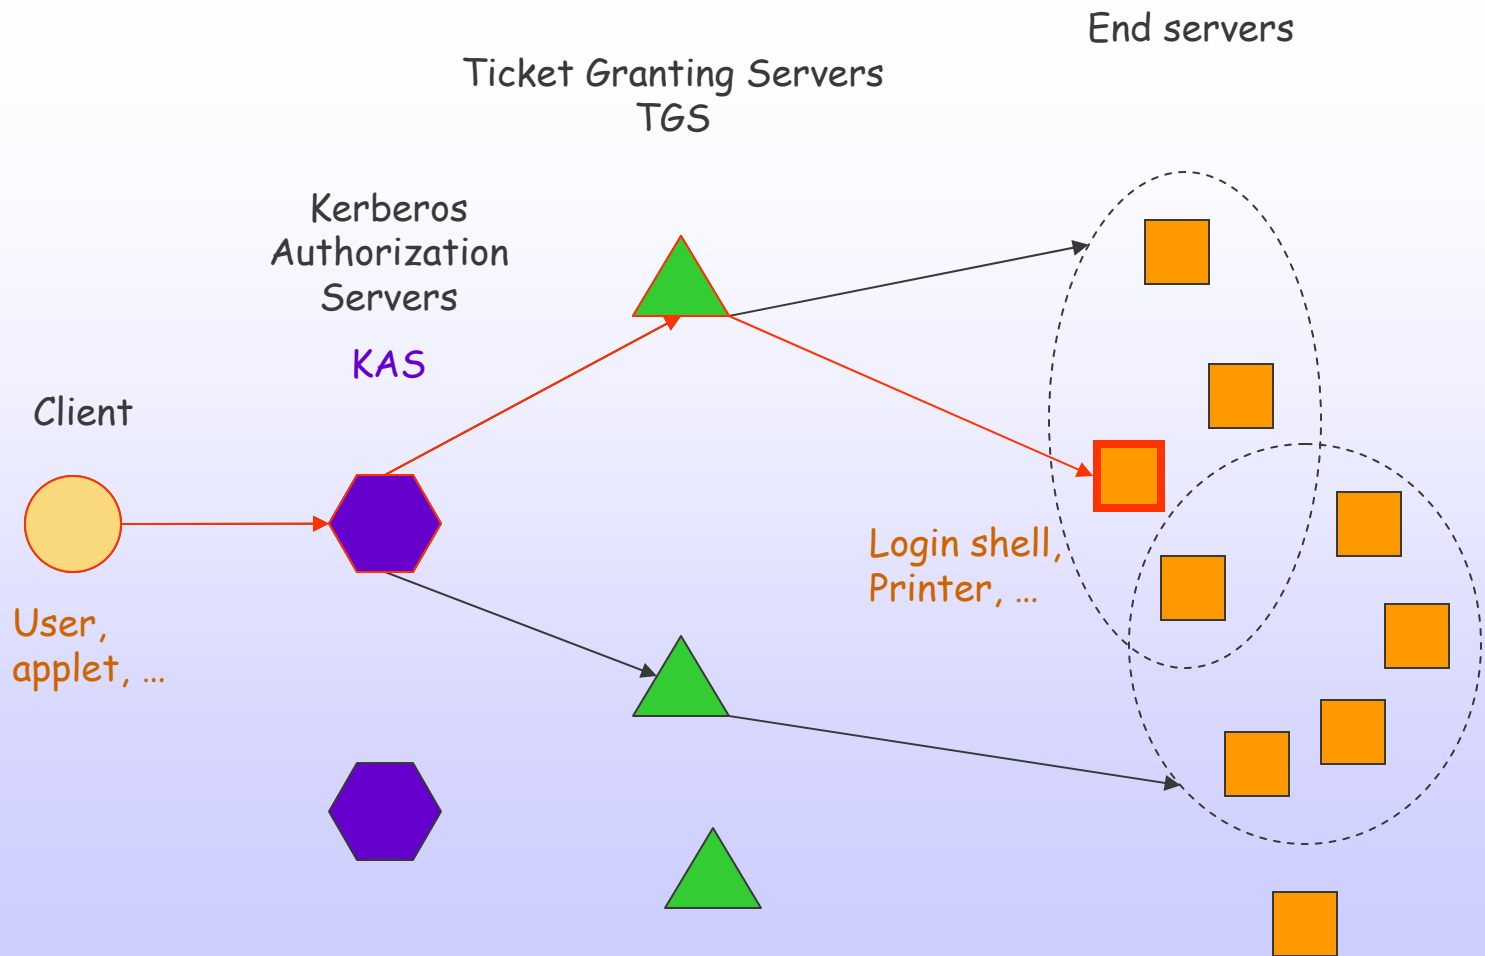 End servers
Ticket Granting Servers
TGS
Kerberos
Authorization
Servers
KAS
Client
Login shell,
Printer, ...
User,
applet, ...